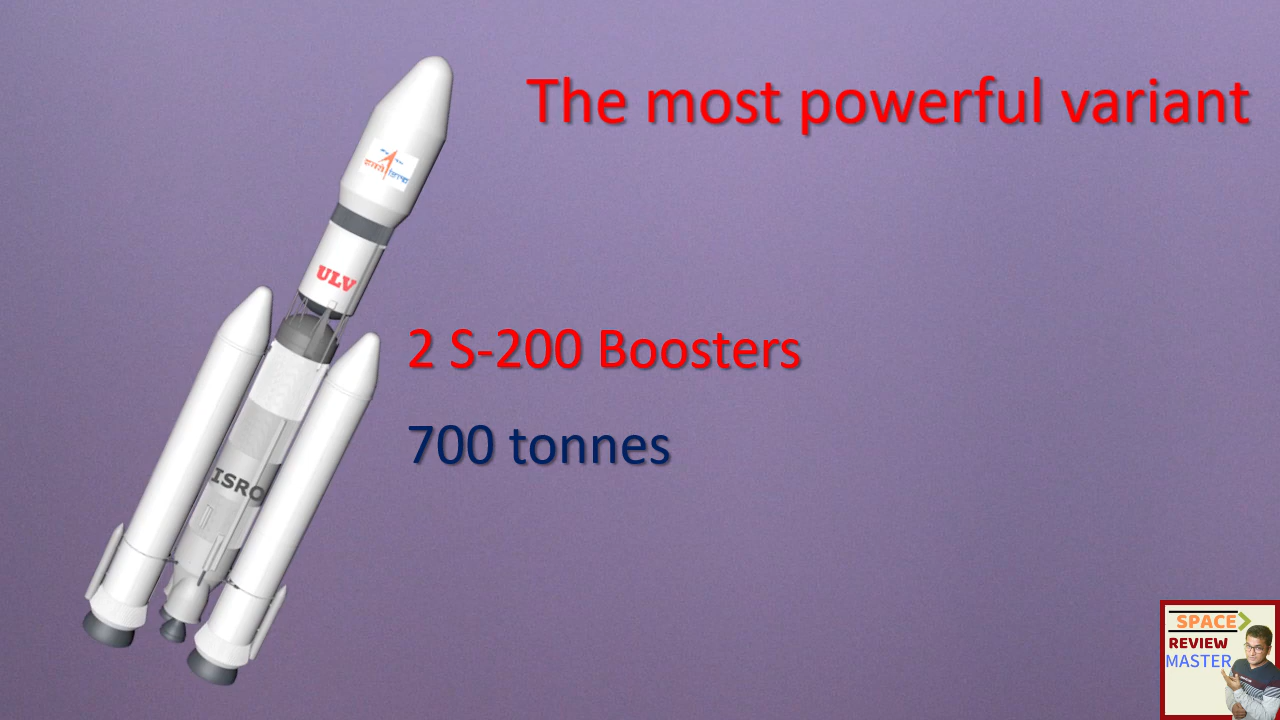 The most powerful variant
ULV
2 S-200 Boosters
700 tonnes
ISRO
SPACE
REVIEW
MASTER